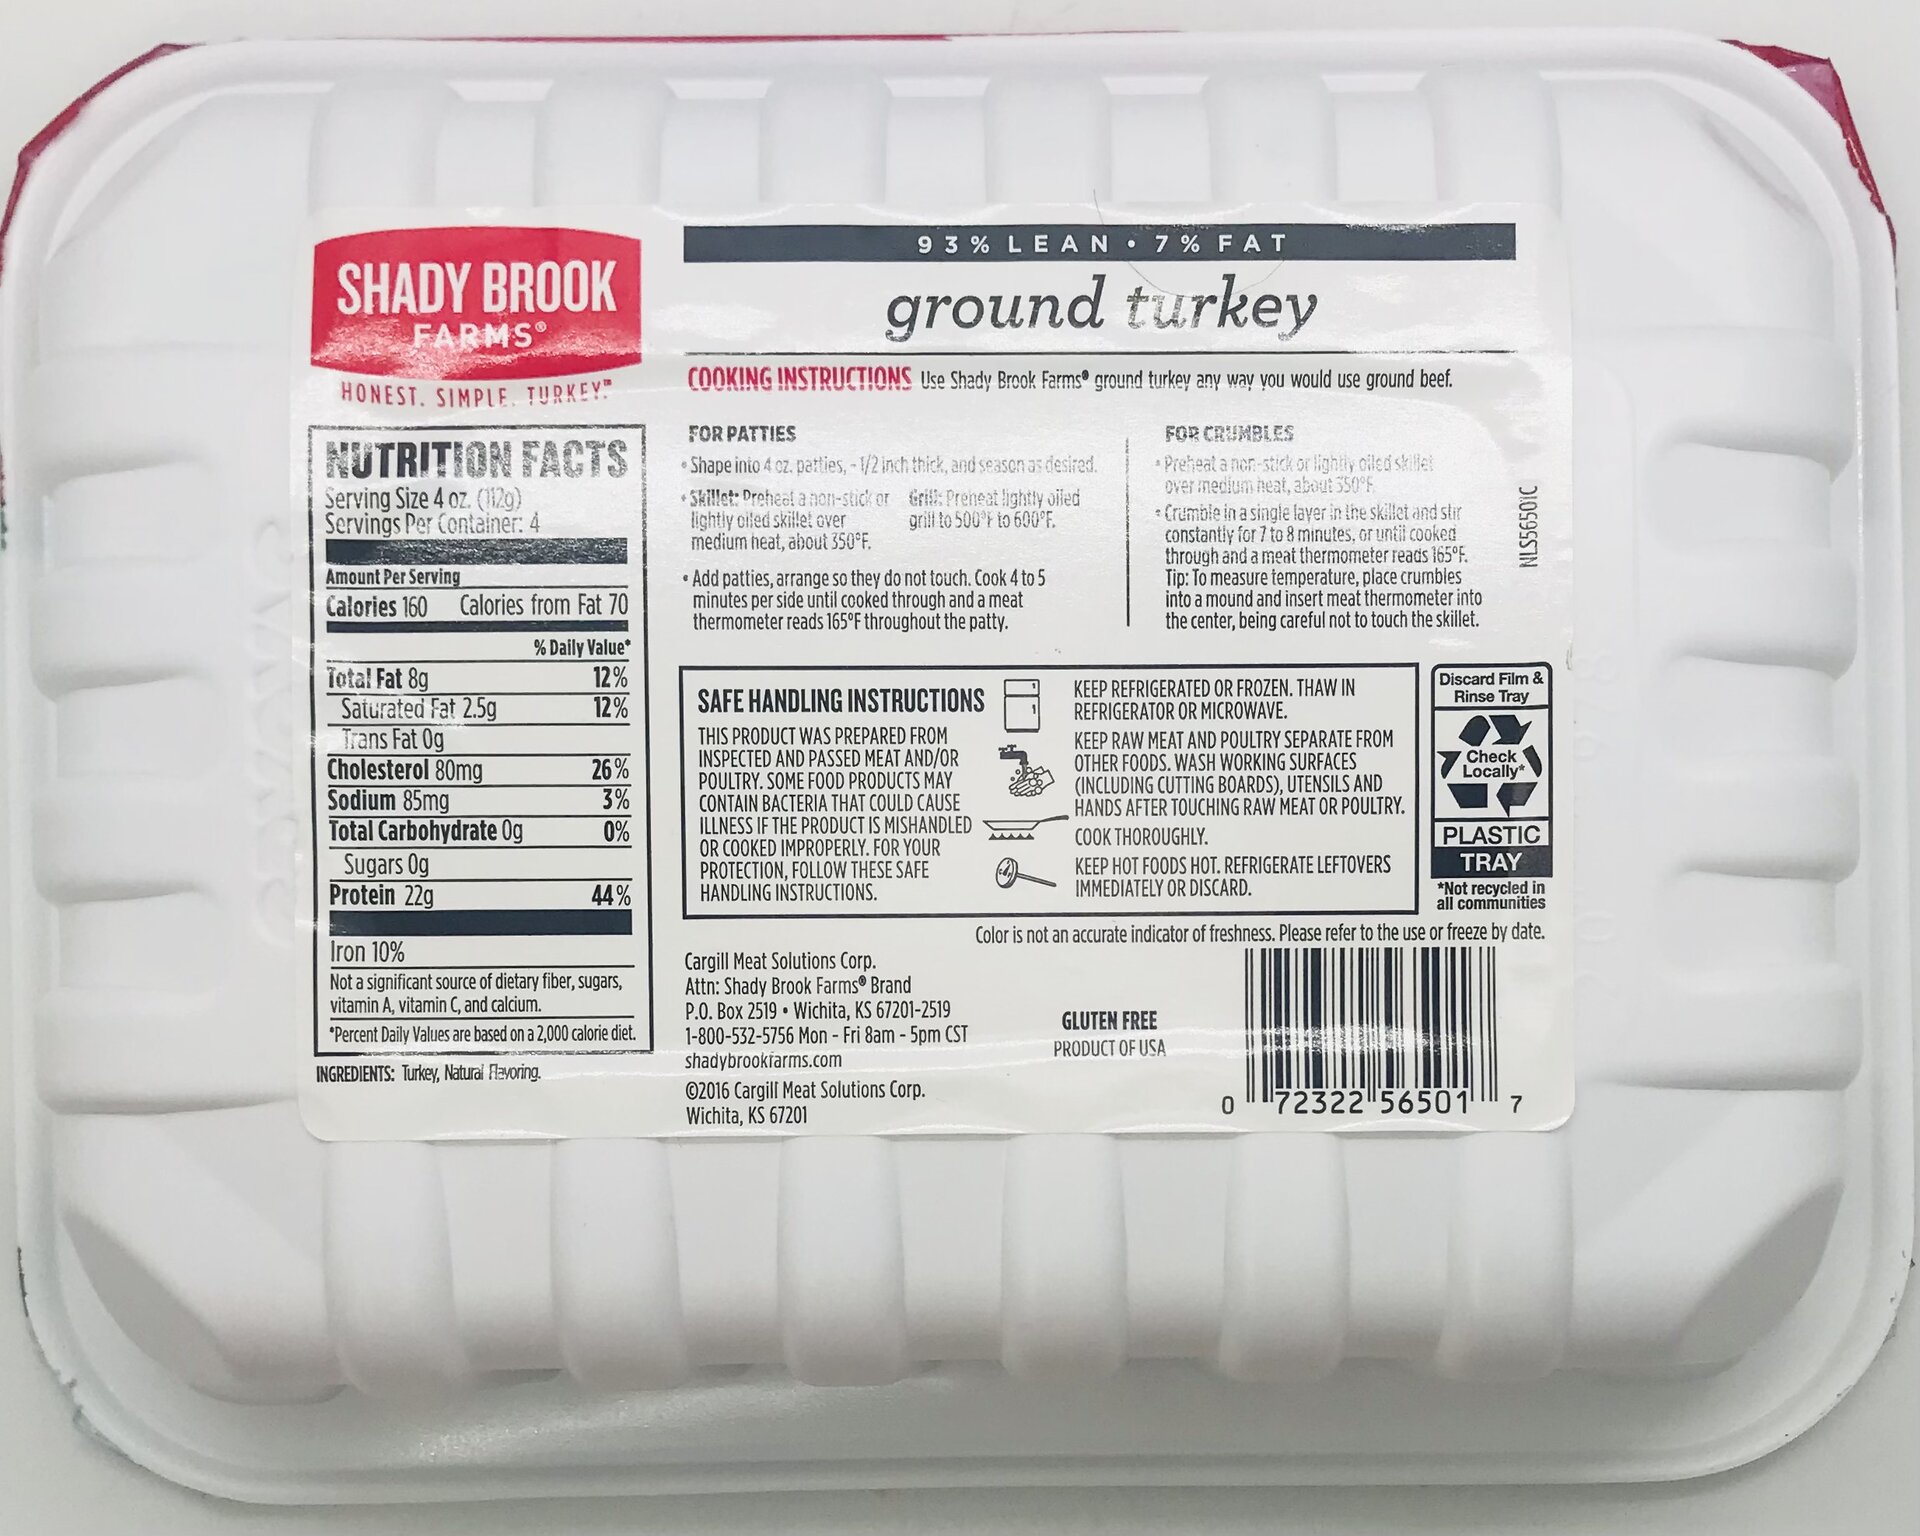 SHADY BROOK
FARMS®
HONEST. SIMPLE. TURKEY.™
NUTRITION FACTS
Serving Size 4 oz. (112g)
Servings Per Container: 4
Amount Per Serving
Calories 160 Calories from Fat 70
% Daily Value*
Total Fat 8g 12%
Saturated Fat 2.5g 12%
Trans Fat 0g
Cholesterol 80mg 26%
Sodium 85mg 3%
Total Carbohydrate 0g 0%
Sugars 0g
Protein 22g 44%
Iron 10%
Not a significant source of dietary fiber, sugars,
vitamin A, vitamin C, and calcium.
*Percent Daily Values are based on a 2,000 calorie diet.
INGREDIENTS: Turkey, Natural Flavoring.
93% LEAN • 7% FAT
ground turkey
COOKING INSTRUCTIONS Use Shady Brook Farms® ground turkey any way you would use ground beef.
FOR PATTIES
• Shape into 4 oz. patties, ~ 1/2 inch thick, and season as desired.
• Skillet: Preheat a non-stick or
lightly oiled skillet over
medium heat, about 350°F.
Grill: Preheat lightly oiled
grill to 500°F to 600°F.
• Add patties, arrange so they do not touch. Cook 4 to 5
minutes per side until cooked through and a meat
thermometer reads 165°F throughout the patty.
FOR CRUMBLES
• Preheat a non-stick or lightly oiled skillet
over medium heat, about 350°F.
• Crumble in a single layer in the skillet and stir
constantly for 7 to 8 minutes, or until cooked
through and a meat thermometer reads 165°F.
Tip: To measure temperature, place crumbles
into a mound and insert meat thermometer into
the center, being careful not to touch the skillet.
NLS56501C
SAFE HANDLING INSTRUCTIONS
THIS PRODUCT WAS PREPARED FROM
INSPECTED AND PASSED MEAT AND/OR
POULTRY. SOME FOOD PRODUCTS MAY
CONTAIN BACTERIA THAT COULD CAUSE
ILLNESS IF THE PRODUCT IS MISHANDLED
OR COOKED IMPROPERLY. FOR YOUR
PROTECTION, FOLLOW THESE SAFE
HANDLING INSTRUCTIONS.
KEEP REFRIGERATED OR FROZEN. THAW IN
REFRIGERATOR OR MICROWAVE.
KEEP RAW MEAT AND POULTRY SEPARATE FROM
OTHER FOODS. WASH WORKING SURFACES
(INCLUDING CUTTING BOARDS), UTENSILS AND
HANDS AFTER TOUCHING RAW MEAT OR POULTRY.
COOK THOROUGHLY.
KEEP HOT FOODS HOT. REFRIGERATE LEFTOVERS
IMMEDIATELY OR DISCARD.
Discard Film &
Rinse Tray
Check
Locally*
PLASTIC
TRAY
*Not recycled in
all communities
Color is not an accurate indicator of freshness. Please refer to the use or freeze by date.
Cargill Meat Solutions Corp.
Attn: Shady Brook Farms® Brand
P.O. Box 2519 • Wichita, KS 67201-2519
1-800-532-5756 Mon - Fri 8am - 5pm CST
shadybrookfarms.com
©2016 Cargill Meat Solutions Corp.
Wichita, KS 67201
GLUTEN FREE
PRODUCT OF USA
0 72322 56501 7